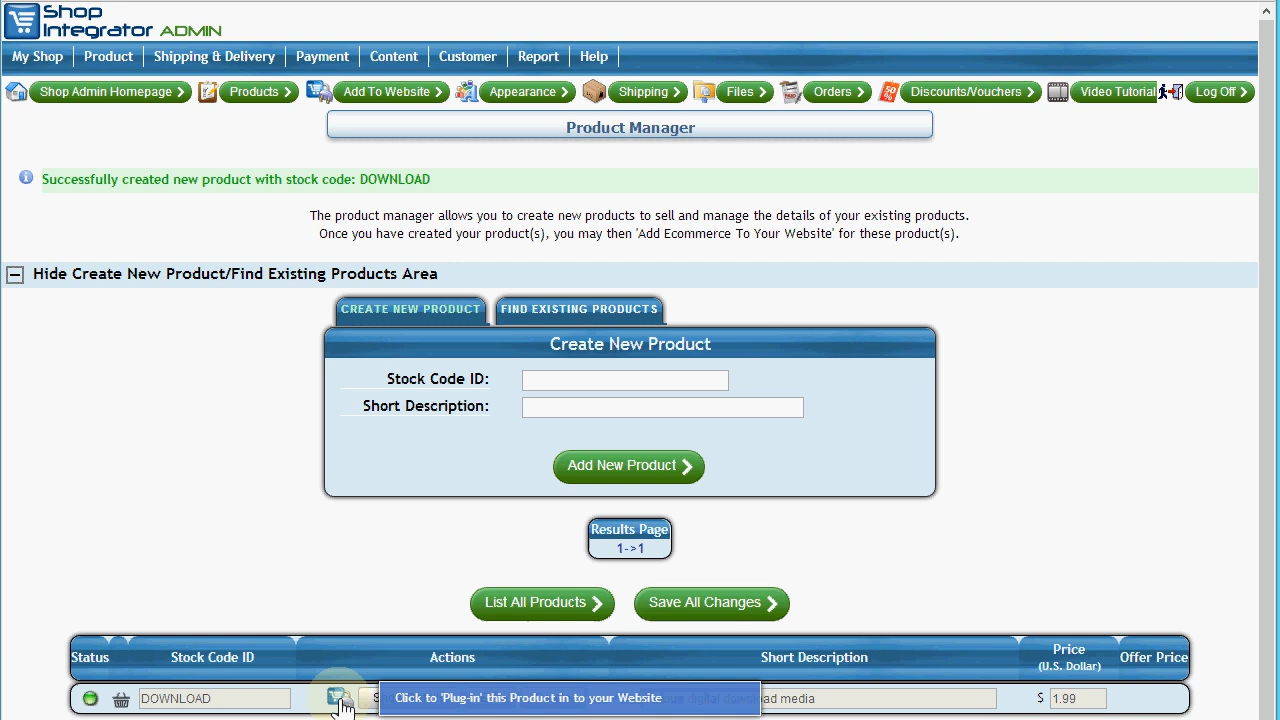 Shop
Integrator ADMIN
My Shop Product Shipping & Delivery Payment Content Customer Report Help
Shop Admin Homepage Products Add To Website Appearance Shipping Files Orders Discounts/Vouchers Video Tutorial Log Off
Product Manager
Successfully created new product with stock code: DOWNLOAD
The product manager allows you to create new products to sell and manage the details of your existing products.
Once you have created your product(s), you may then 'Add Ecommerce To Your Website' for these product(s).
Hide Create New Product/Find Existing Products Area
CREATE NEW PRODUCT FIND EXISTING PRODUCTS
Create New Product
Stock Code ID:
Short Description:
Add New Product
Results Page
1->1
List All Products Save All Changes
Status Stock Code ID Actions Short Description Price (U.S. Dollar) Offer Price
DOWNLOAD Click to 'Plug-in' this Product in to your Website download media $ 1.99